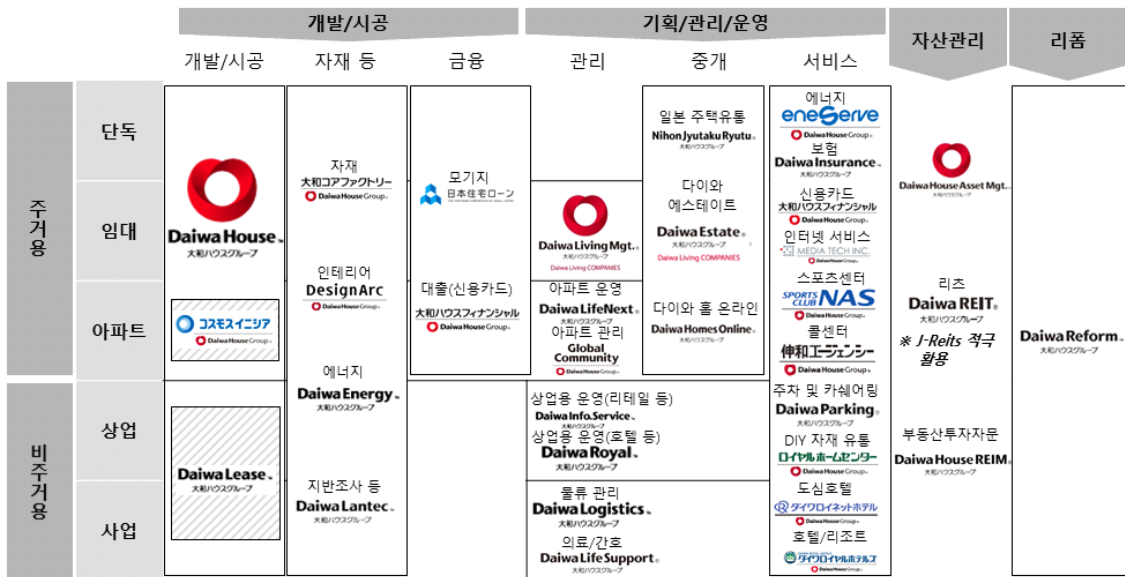 개발/시공
기획/관리/운영
자산관리
리폼
개발/시공
자재 등
금융
관리
중개
서비스
주거용
비주거용
단독
임대
아파트
상업
사업
Daiwa House
大和ハウスグループ
コスモスイニシア
Daiwa House Group
Daiwa Lease
大和ハウスグループ
자재
大和コアファクトリー
Daiwa House Group
인테리어
DesignArc
Daiwa House Group
에너지
Daiwa Energy
大和ハウスグループ
지반조사 등
Daiwa Lantec
大和ハウスグループ
모기지
日本住宅ローン
대출(신용카드)
大和ハウスフィナンシャル
Daiwa House Group
Daiwa Living Mgt.
大和ハウスグループ
Daiwa Living COMPANIES
아파트 운영
Daiwa LifeNext
大和ハウスグループ
아파트 관리
Global
Community
Daiwa House Group
상업용 운영(리테일 등)
Daiwa Info.Service
大和ハウスグループ
상업용 운영(호텔 등)
Daiwa Royal
大和ハウスグループ
물류 관리
Daiwa Logistics
大和ハウスグループ
의료/간호
Daiwa Life Support
大和ハウスグループ
일본 주택유통
Nihon Jyutaku Ryutu
大和ハウスグループ
다이와
에스테이트
Daiwa Estate
大和ハウスグループ
Daiwa Living COMPANIES
다이와 홈 온라인
Daiwa Homes Online
大和ハウスグループ
에너지
eneServe
Daiwa House Group
보험
Daiwa Insurance
大和ハウスグループ
신용카드
大和ハウスフィナンシャル
Daiwa House Group
인터넷 서비스
MEDIA TECH INC.
Daiwa House Group
스포츠센터
SPORTS
CLUB NAS
Daiwa House Group
콜센터
伸和エージェンシー
Daiwa House Group
주차 및 카쉐어링
Daiwa Parking
大和ハウスグループ
DIY 자재 유통
ロイヤルホームセンター
Daiwa House Group
도심호텔
ダイワロイネットホテル
Daiwa House Group
호텔/리조트
ダイワロイヤルホテルズ
Daiwa House Group
Daiwa House Asset Mgt.
大和ハウスグループ
리츠
Daiwa REIT
大和ハウスグループ
※ J-Reits 적극
활용
부동산투자자문
Daiwa House REIM
大和ハウスグループ
Daiwa Reform
大和ハウスグループ